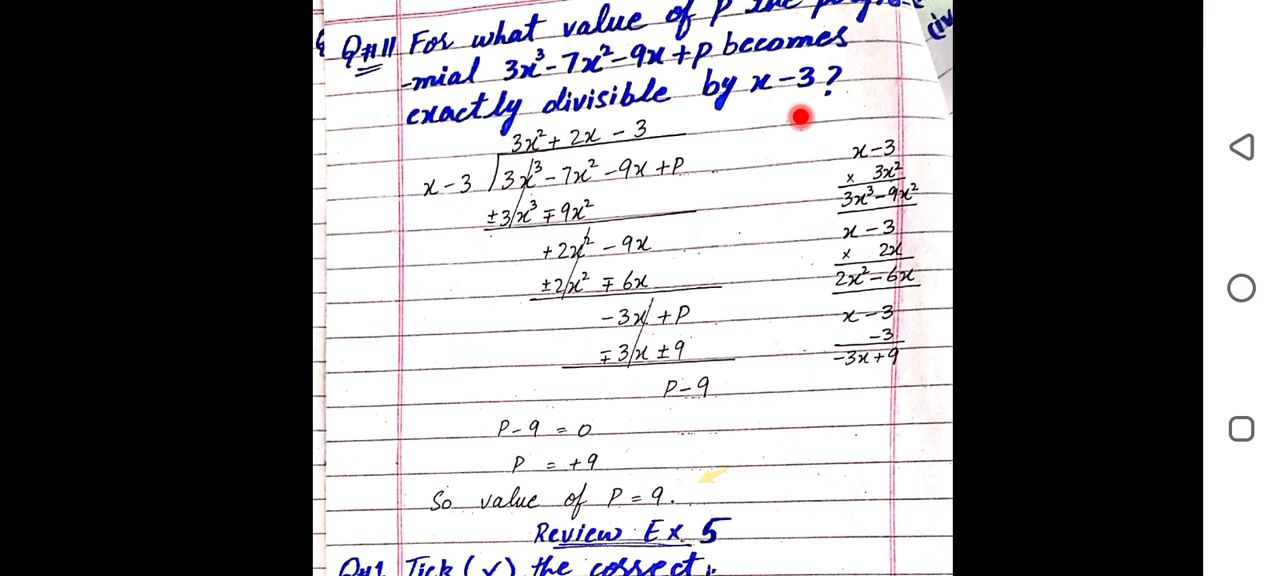 Q#11 For what value of P the
-mial 3x³-7x²-9x+p becomes
exactly divisible by x-3?
3x²+2x-3
x-3 3x³-7x²-9x+P
±3x³∓9x²
+2x²-9x
±2x²∓6x
-3x+P
∓3x±9
P-9
x-3
x 3x²
3x³-9x²
x-3
x 2x
2x²-6x
x-3
-3
-3x+9
P-9=0
P=+9
So value of P=9.
Review Ex 5
Q#1 Tick (✓) the correct